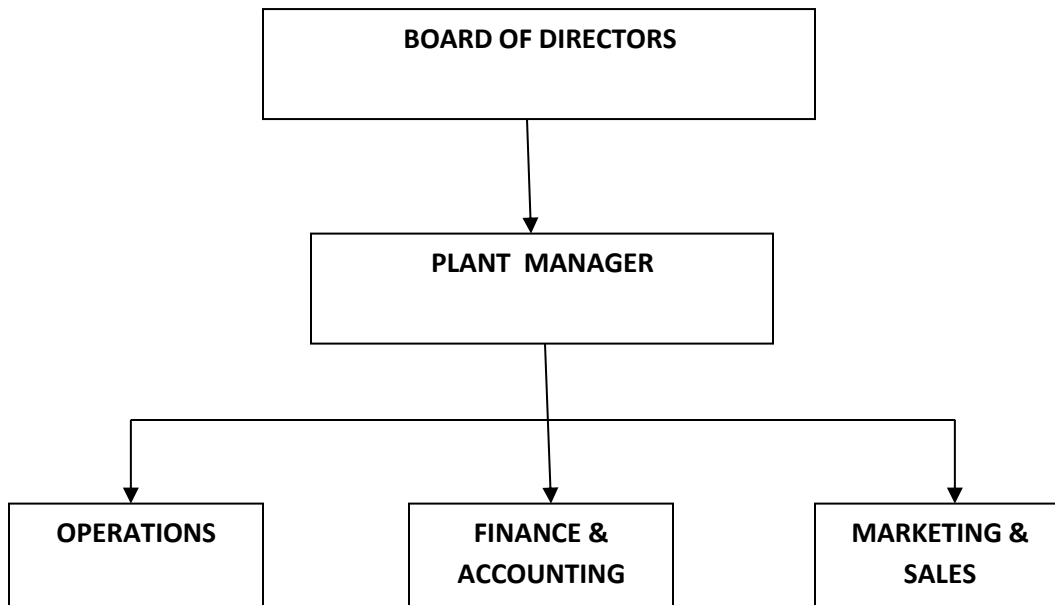 BOARD OF DIRECTORS
PLANT MANAGER
OPERATIONS
FINANCE &
ACCOUNTING
MARKETING &
SALES